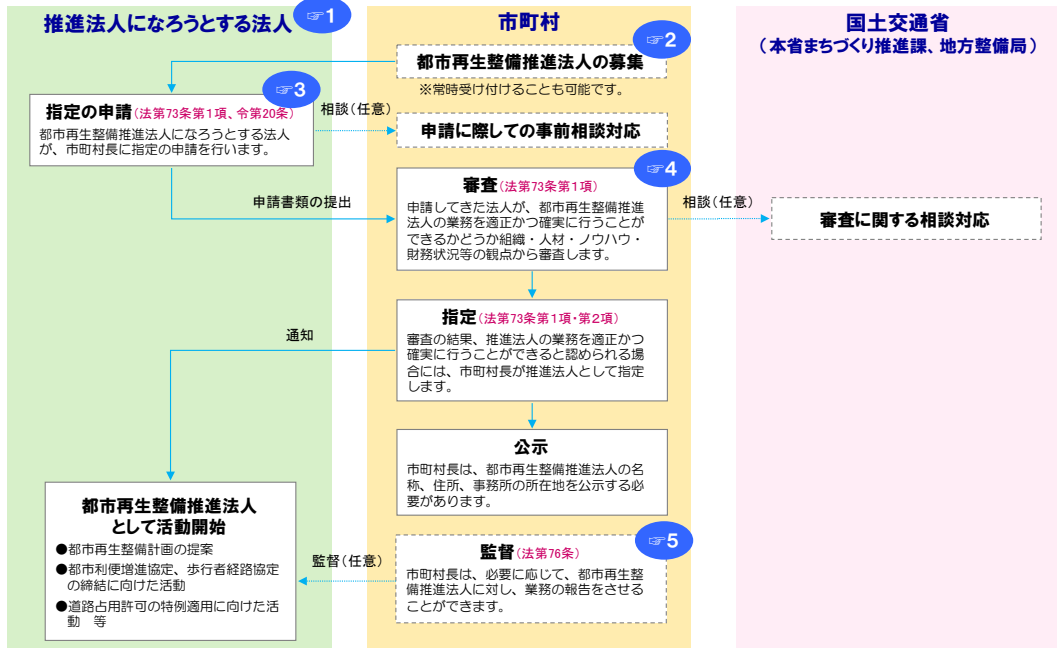 推進法人になろうとする法人
☞1
市町村
国土交通省
(本省まちづくり推進課、地方整備局)
☞2
都市再生整備推進法人の募集
※常時受け付けることも可能です。
☞3
指定の申請(法第73条第1項、令第20条)
都市再生整備推進法人になろうとする法人
が、市町村長に指定の申請を行います。
相談(任意)
申請に際しての事前相談対応
☞4
申請書類の提出
審査(法第73条第1項)
申請してきた法人が、都市再生整備推進
法人の業務を適正かつ確実に行うことが
できるかどうか組織・人材・ノウハウ・
財務状況等の観点から審査します。
相談(任意)
審査に関する相談対応
指定(法第73条第1項・第2項)
審査の結果、推進法人の業務を適正かつ
確実に行うことができると認められる場
合には、市町村長が推進法人として指定
します。
通知
公示
市町村長は、都市再生整備推進法人の名
称、住所、事務所の所在地を公示する必
要があります。
都市再生整備推進法人
として活動開始
●都市再生整備計画の提案
●都市利便増進協定、歩行者経路協定
の締結に向けた活動
●道路占用許可の特例適用に向けた活
動 等
監督(任意)
☞5
監督(法第76条)
市町村長は、必要に応じて、都市再生整
備推進法人に対し、業務の報告をさせる
ことができます。